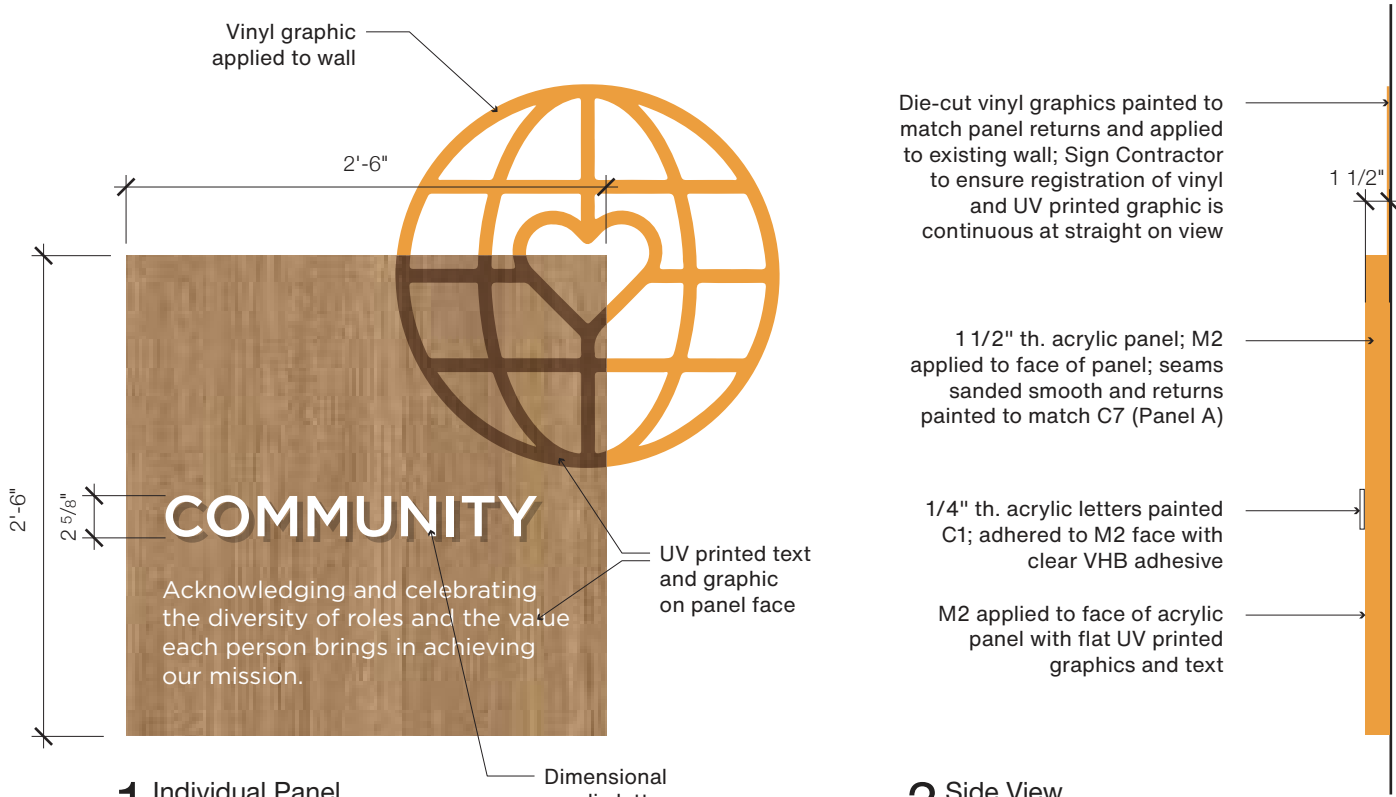 Vinyl graphic
applied to wall
2'-6"
2'-6"
2 5/8"
COMMUNITY
Acknowledging and celebrating
the diversity of roles and the value
each person brings in achieving
our mission.
UV printed text
and graphic
on panel face
Dimensional
1 Individual Panel
Die-cut vinyl graphics painted to
match panel returns and applied
to existing wall; Sign Contractor
to ensure registration of vinyl
and UV printed graphic is
continuous at straight on view
1 1/2"
1 1/2" th. acrylic panel; M2
applied to face of panel; seams
sanded smooth and returns
painted to match C7 (Panel A)
1/4" th. acrylic letters painted
C1; adhered to M2 face with
clear VHB adhesive
M2 applied to face of acrylic
panel with flat UV printed
graphics and text
2 Side View